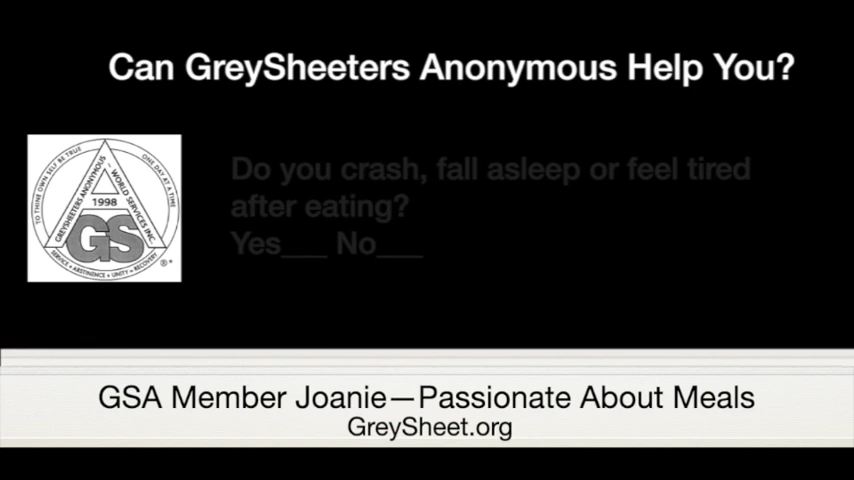 Can GreySheeters Anonymous Help You?
TO THINE OWN SELF BE TRUE
ONE DAY AT A TIME
GREYSHEETERS ANONYMOUS
WORLD SERVICES INC.
1998
GS
SERVICE • ABSTINENCE • UNITY • RECOVERY
®
Do you crash, fall asleep or feel tired
after eating?
Yes___ No___
GSA Member Joanie—Passionate About Meals
GreySheet.org